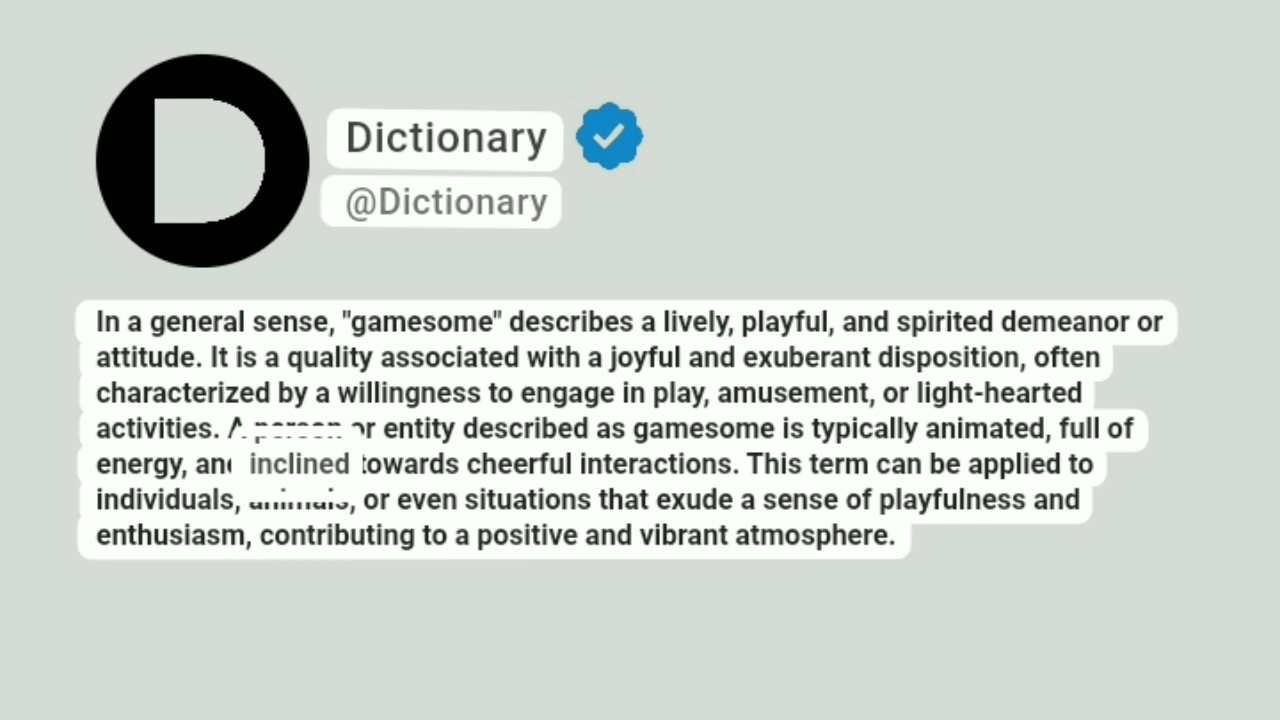 D
Dictionary
@Dictionary
In a general sense, "gamesome" describes a lively, playful, and spirited demeanor or
attitude. It is a quality associated with a joyful and exuberant disposition, often
characterized by a willingness to engage in play, amusement, or light-hearted
activities. A person or entity described as gamesome is typically animated, full of
energy, and inclined towards cheerful interactions. This term can be applied to
individuals, animals, or even situations that exude a sense of playfulness and
enthusiasm, contributing to a positive and vibrant atmosphere.